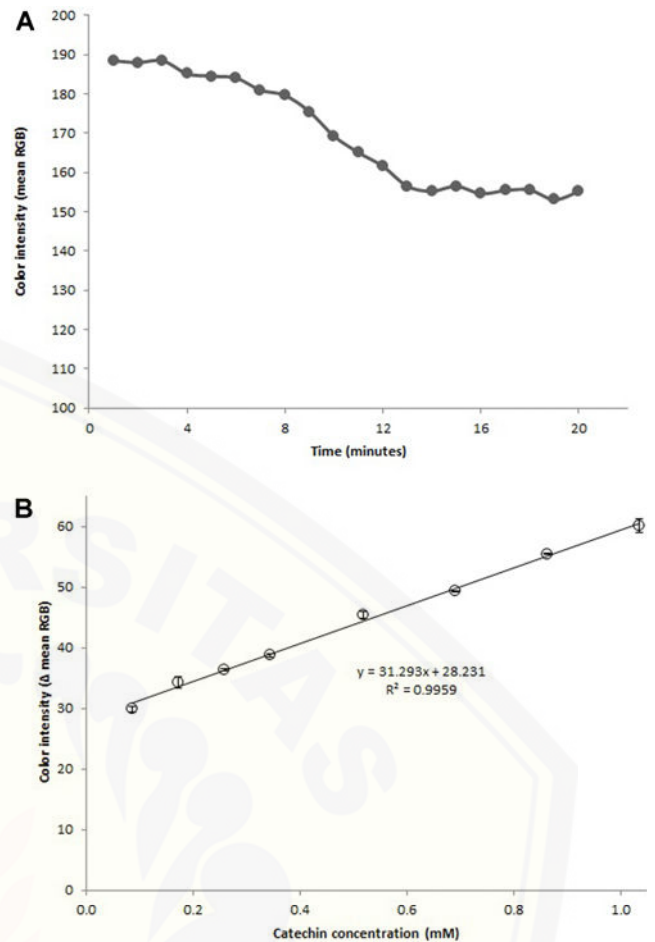 A
Color intensity (mean RGB)
200
190
180
170
160
150
140
130
120
110
100
0 4 8 12 16 20
Time (minutes)
B
Color intensity (Δ mean RGB)
60
50
40
30
20
10
0
y = 31.293x + 28.231
R² = 0.9959
0.0 0.2 0.4 0.6 0.8 1.0
Catechin concentration (mM)
ERSITAS